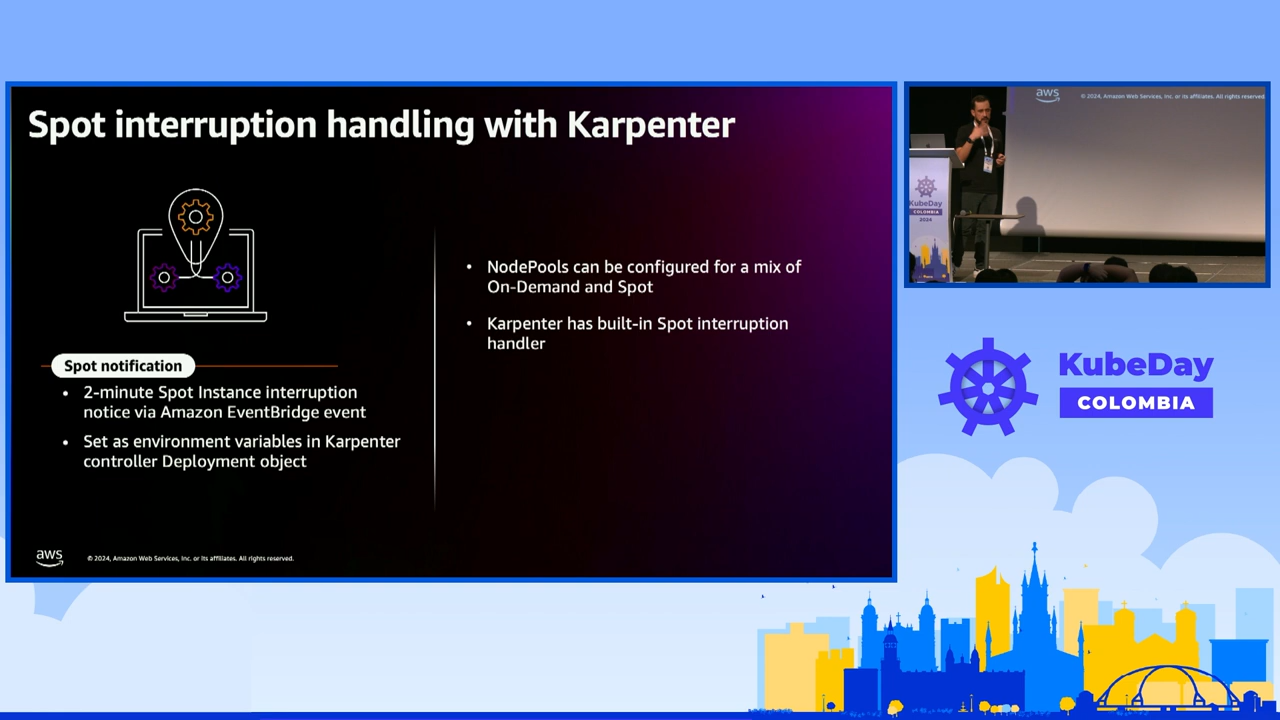 Spot interruption handling with Karpenter
Spot notification
• 2-minute Spot Instance interruption
notice via Amazon EventBridge event
• Set as environment variables in Karpenter
controller Deployment object
• NodePools can be configured for a mix of
On-Demand and Spot
• Karpenter has built-in Spot interruption
handler
aws
© 2024, Amazon Web Services, Inc. or its affiliates. All rights reserved.
aws
© 2024, Amazon Web Services, Inc. or its affiliates. All rights reserved
KubeDay
COLOMBIA
2024
KubeDay
COLOMBIA